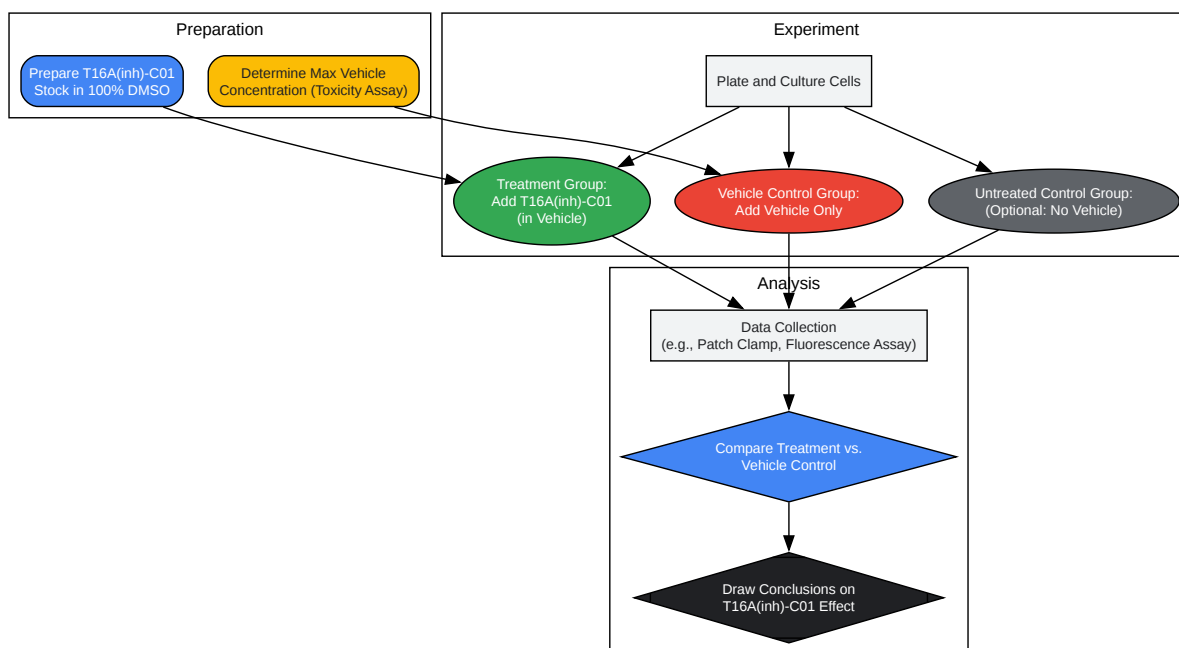 Preparation
Prepare T16A(inh)-C01
Stock in 100% DMSO
Determine Max Vehicle
Concentration (Toxicity Assay)
Experiment
Plate and Culture Cells
Treatment Group:
Add T16A(inh)-C01
(in Vehicle)
Vehicle Control Group:
Add Vehicle Only
Untreated Control Group:
(Optional: No Vehicle)
Analysis
Data Collection
(e.g., Patch Clamp, Fluorescence Assay)
Compare Treatment vs.
Vehicle Control
Draw Conclusions on
T16A(inh)-C01 Effect